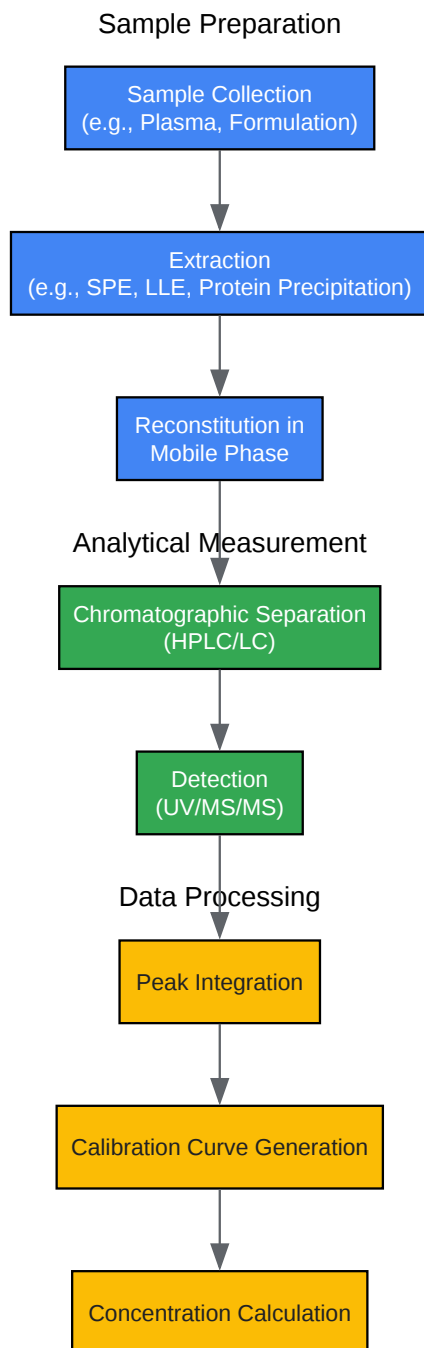 Sample Preparation
Sample Collection
(e.g., Plasma, Formulation)
Extraction
(e.g., SPE, LLE, Protein Precipitation)
Reconstitution in
Mobile Phase
Analytical Measurement
Chromatographic Separation
(HPLC/LC)
Detection
(UV/MS/MS)
Data Processing
Peak Integration
Calibration Curve Generation
Concentration Calculation